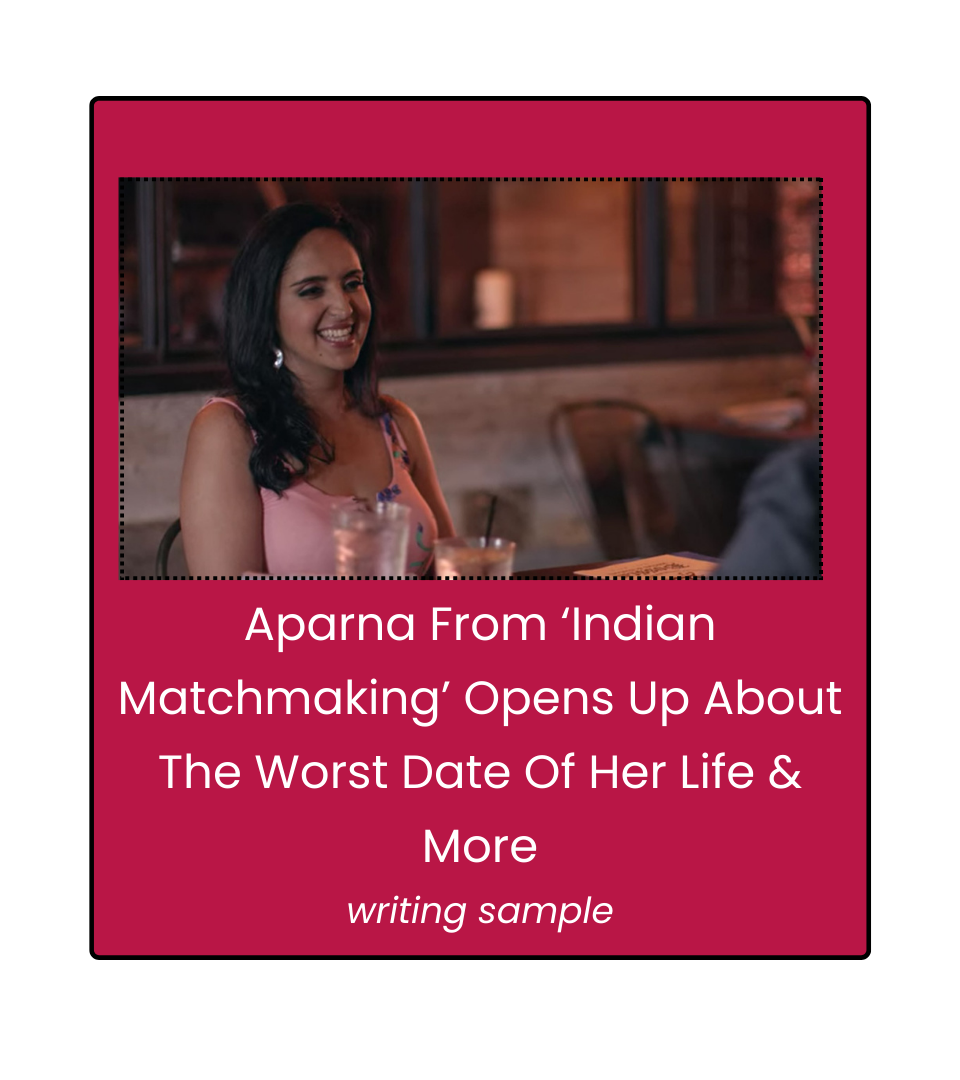 Aparna From ‘Indian
Matchmaking’ Opens Up About
The Worst Date Of Her Life &
More
writing sample